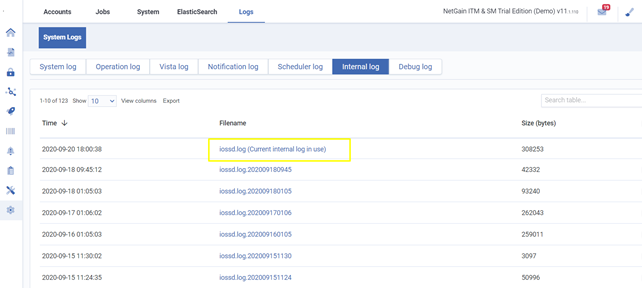 Accounts Jobs System ElasticSearch Logs NetGain ITM & SM Trial Edition (Demo) v11.1.110 19
System Logs
System log Operation log Vista log Notification log Scheduler log Internal log Debug log
1-10 of 123 Show 10 View columns Export Search table...
Time Filename Size (bytes)
2020-09-20 18:00:38 iossd.log (Current internal log in use) 308253
2020-09-18 09:45:12 iossd.log.202009180945 42332
2020-09-18 01:05:03 iossd.log.202009180105 93240
2020-09-17 01:06:02 iossd.log.202009170106 262043
2020-09-16 01:05:03 iossd.log.202009160105 259011
2020-09-15 11:30:02 iossd.log.202009151130 3097
2020-09-15 11:24:35 iossd.log.202009151124 50996